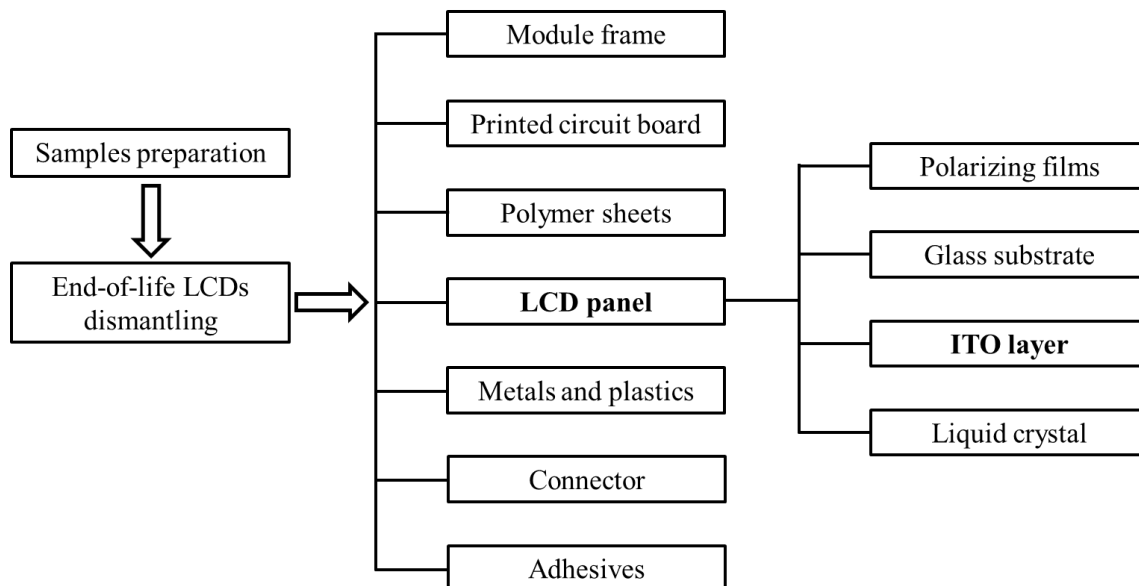 Samples preparation
End-of-life LCDs
dismantling
Module frame
Printed circuit board
Polymer sheets
LCD panel
Metals and plastics
Connector
Adhesives
Polarizing films
Glass substrate
ITO layer
Liquid crystal